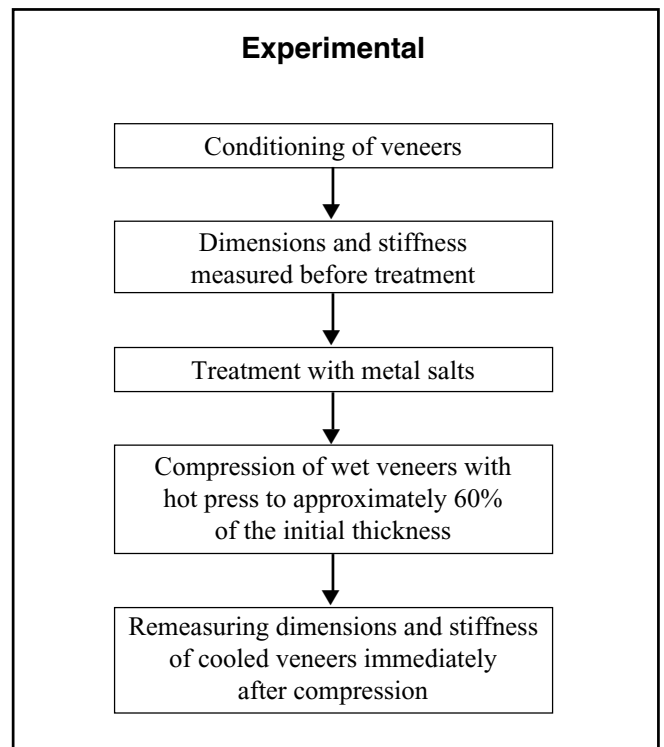 Experimental
Conditioning of veneers
Dimensions and stiffness
measured before treatment
Treatment with metal salts
Compression of wet veneers with
hot press to approximately 60%
of the initial thickness
Remeasuring dimensions and stiffness
of cooled veneers immediately
after compression